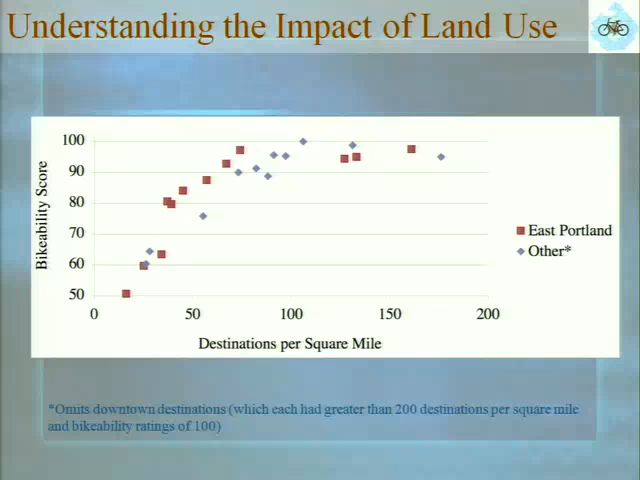 Understanding the Impact of Land Use
100
90
80
70
60
50
Bikeability Score
0 50 100 150 200
Destinations per Square Mile
East Portland
Other*
*Omits downtown destinations (which each had greater than 200 destinations per square mile
and bikeability ratings of 100)